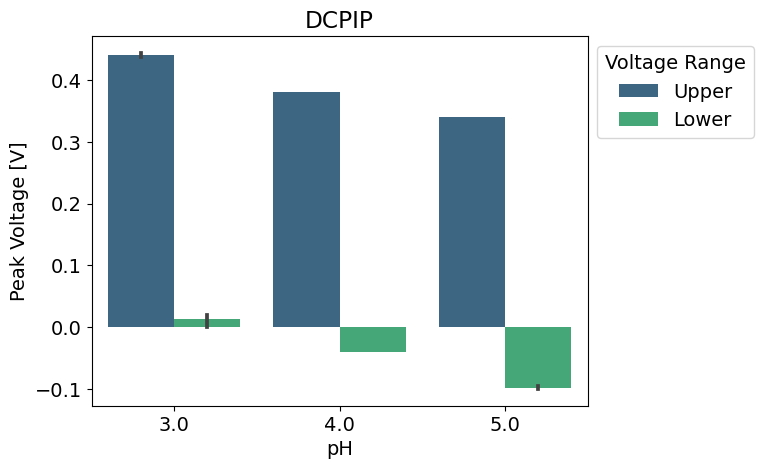 DCPIP
Voltage Range
Upper
Lower
Peak Voltage [V]
0.4
0.3
0.2
0.1
0.0
−0.1
3.0 4.0 5.0
pH